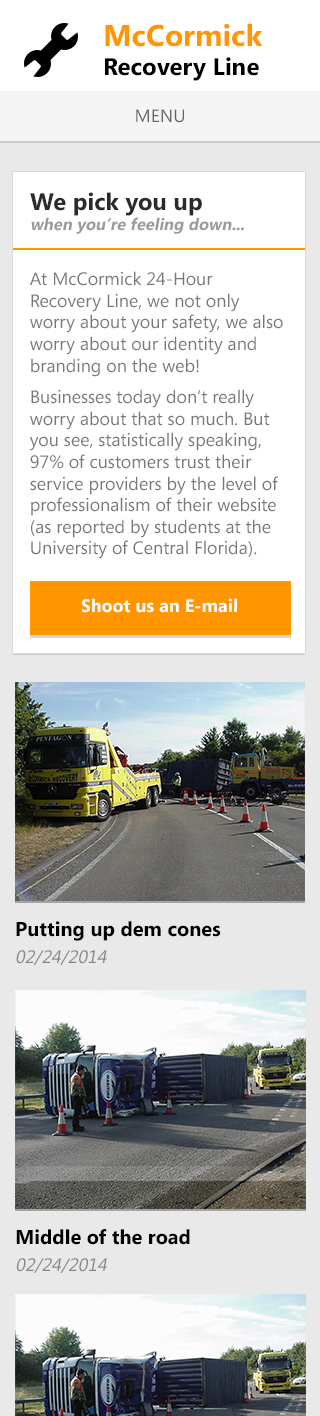 McCormick
Recovery Line
MENU
We pick you up
when you're feeling down...
At McCormick 24-Hour
Recovery Line, we not only
worry about your safety, we also
worry about our identity and
branding on the web!
Businesses today don't really
worry about that so much. But
you see, statistically speaking,
97% of customers trust their
service providers by the level of
professionalism of their website
(as reported by students at the
University of Central Florida).
Shoot us an E-mail
PENTAGON
McCORMICK RECOVERY
Putting up dem cones
02/24/2014
Middle of the road
02/24/2014